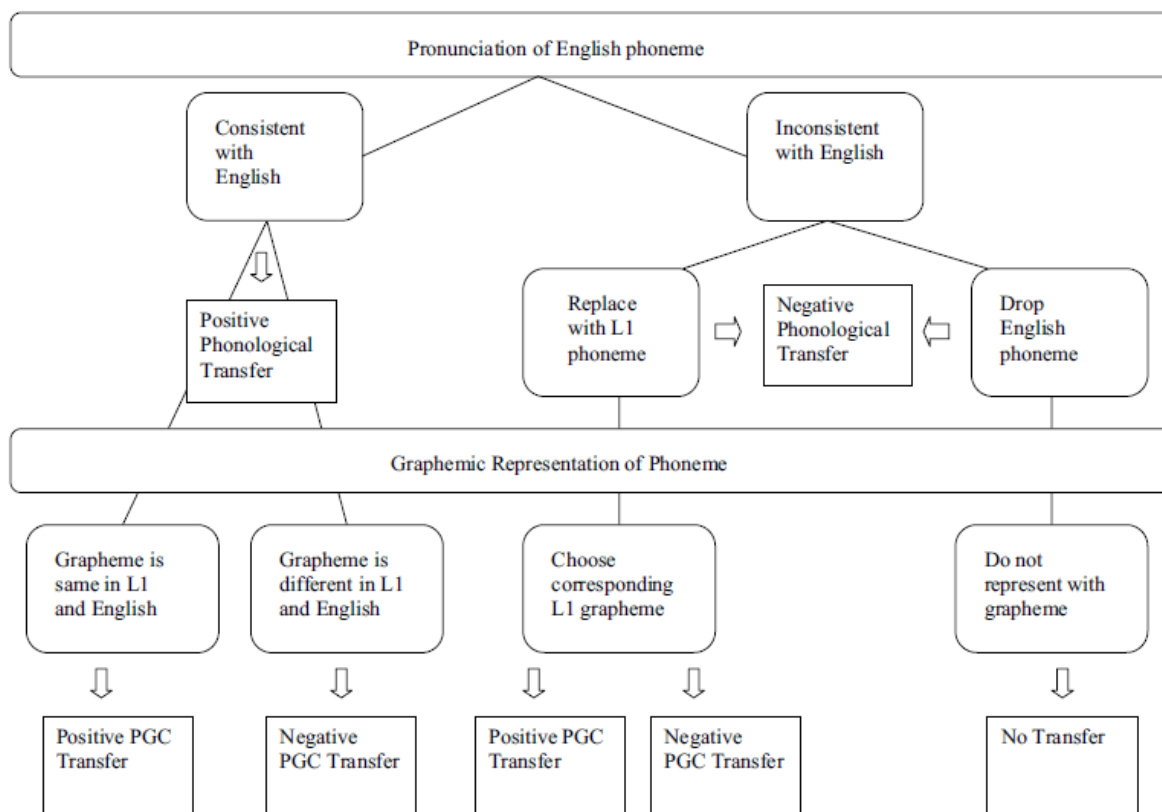 Pronunciation of English phoneme
Consistent
with
English
Inconsistent
with English
Positive
Phonological
Transfer
Replace
with L1
phoneme
Negative
Phonological
Transfer
Drop
English
phoneme
Graphemic Representation of Phoneme
Grapheme is
same in L1
and English
Grapheme is
different in L1
and English
Choose
corresponding
L1 grapheme
Do not
represent with
grapheme
Positive PGC
Transfer
Negative
PGC Transfer
Positive PGC
Transfer
Negative
PGC Transfer
No Transfer